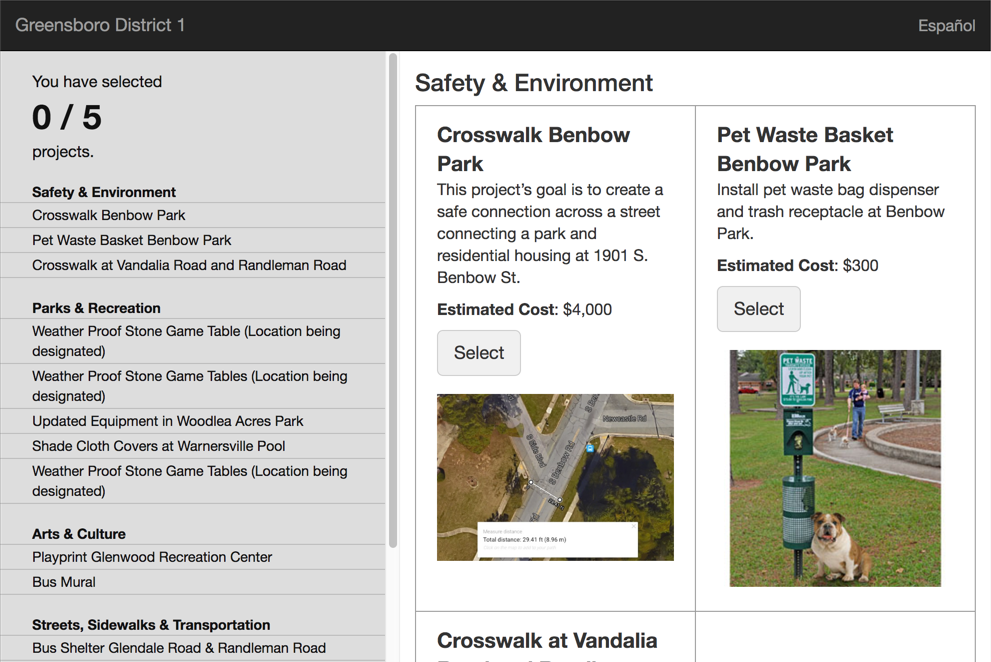 Greensboro District 1
Español
You have selected
0 / 5
projects.
Safety & Environment
Crosswalk Benbow Park
Pet Waste Basket Benbow Park
Crosswalk at Vandalia Road and Randleman Road
Parks & Recreation
Weather Proof Stone Game Table (Location being
designated)
Weather Proof Stone Game Tables (Location being
designated)
Updated Equipment in Woodlea Acres Park
Shade Cloth Covers at Warnersville Pool
Weather Proof Stone Game Tables (Location being
designated)
Arts & Culture
Playprint Glenwood Recreation Center
Bus Mural
Streets, Sidewalks & Transportation
Bus Shelter Glendale Road & Randleman Road
Safety & Environment
Crosswalk Benbow
Park
This project’s goal is to create a
safe connection across a street
connecting a park and
residential housing at 1901 S.
Benbow St.
Estimated Cost: $4,000
Select
Newcastle Rd
S Side Blvd
S Benbow Rd
Measure distance
Total distance: 29.41 ft (8.96 m)
Pet Waste Basket
Benbow Park
Install pet waste bag dispenser
and trash receptacle at Benbow
Park.
Estimated Cost: $300
Select
PET WASTE
Crosswalk at Vandalia